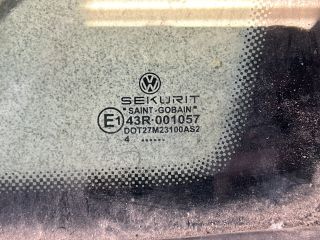 SEKURIT
"SAINT-GOBAIN"
E1 43R-001057
DOT27M23100AS2
4 ......